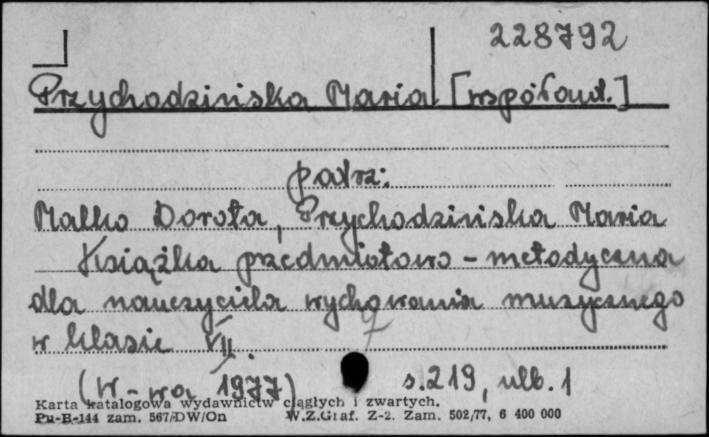 228792
Przychodzińska Maria [współaut.]
patrz:
Malko Dorota, Przychodzińska Maria
Książka przedmiotowo - metodyczna
dla nauczyciela wychowania muzycznego
w klasie VII.
7
(W-wa 1977) s. 219, nlb. 1
Karta katalogowa wydawnictw ciągłych i zwartych.
Pu-B-144 zam. 567/DW/On W.Z.Graf. Z-2. Zam. 502/77, 6 400 000